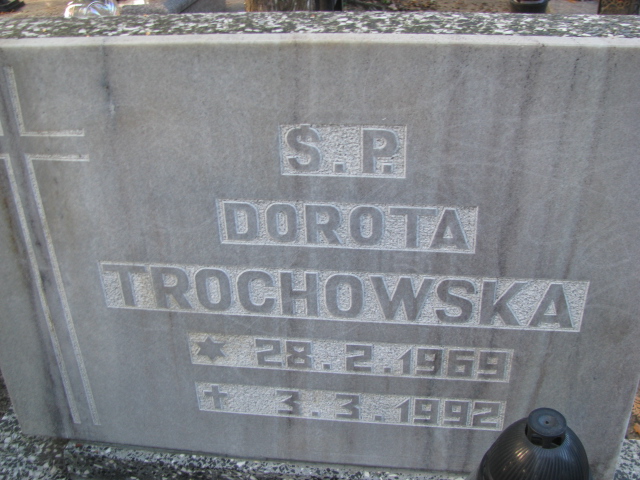 Ś.P.
DOROTA
TROCHOWSKA
* 28.2.1969
✝ 3.3.1992